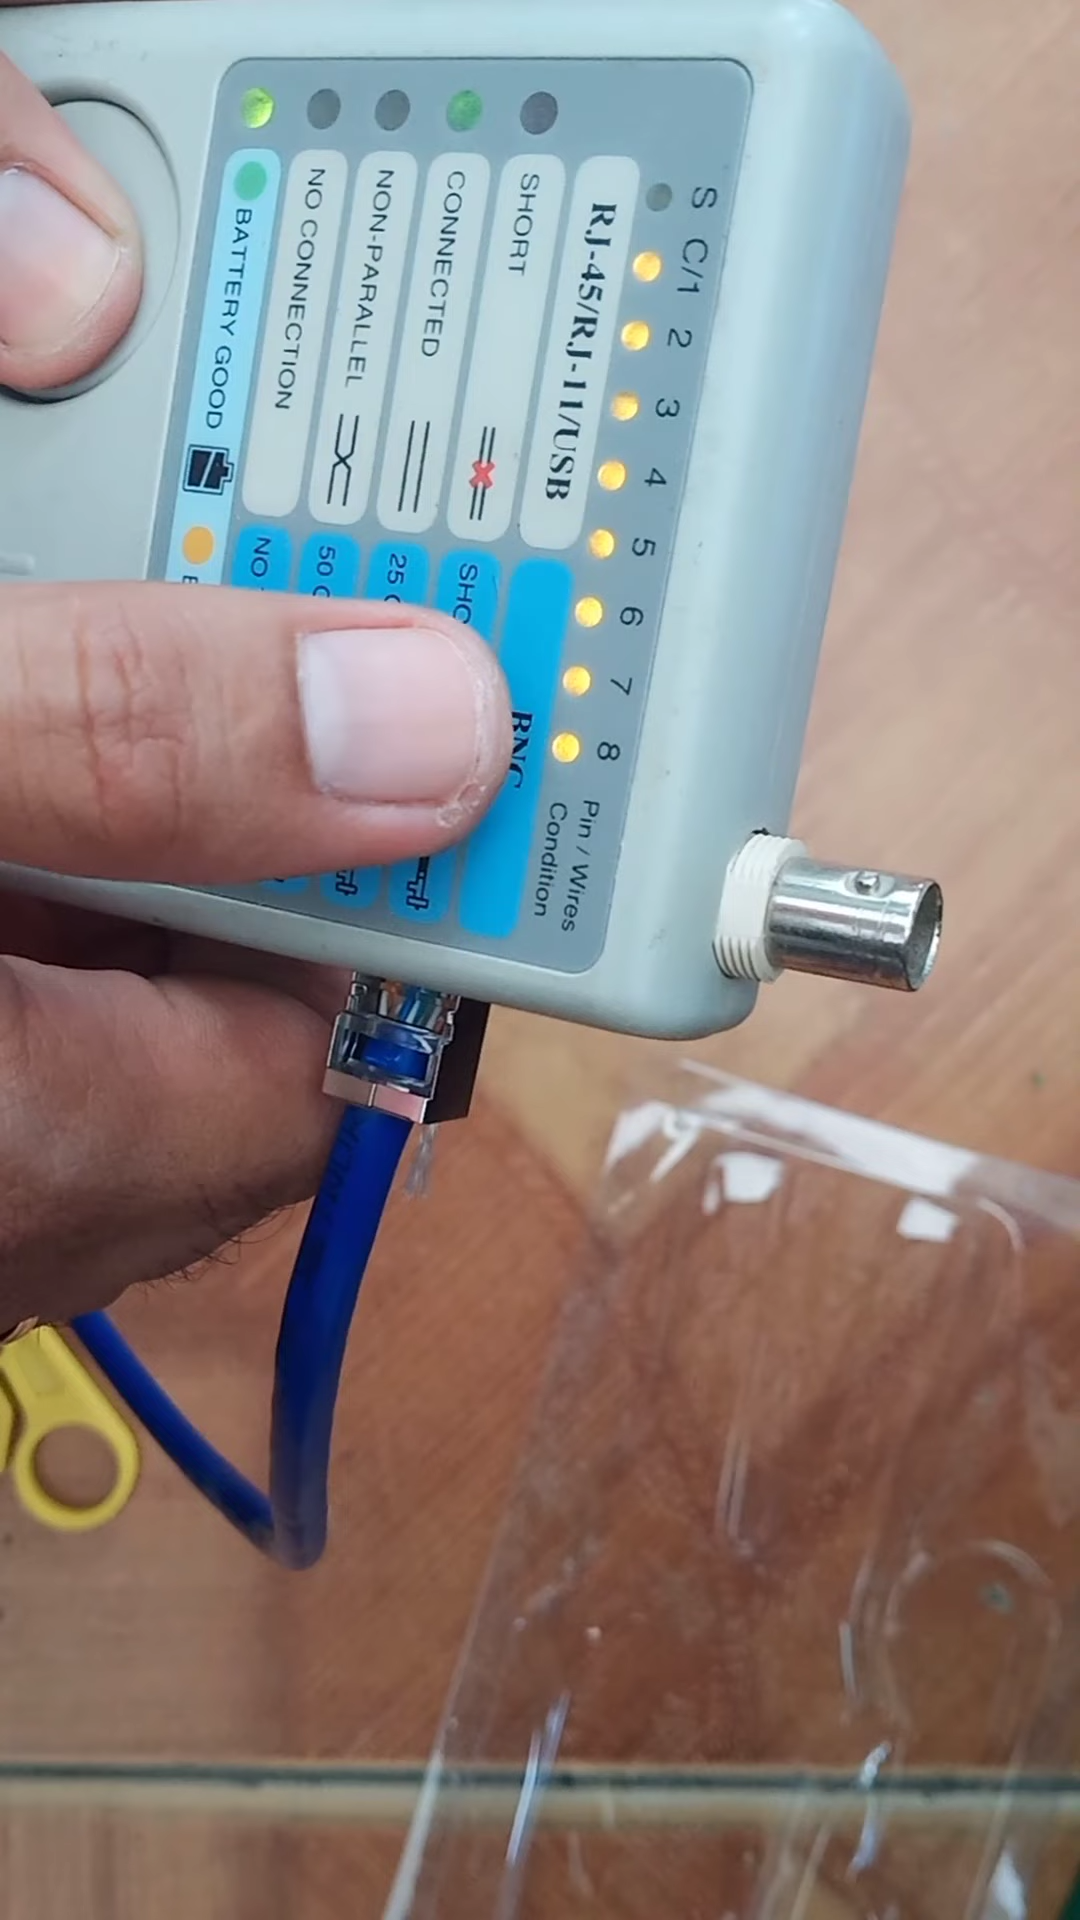 S C/1 2 3 4 5 6 7 8 Pin / Wires
Condition
RJ-45/RJ-11/USB
BNC
SHORT
CONNECTED
25
NON-PARALLEL
50
NO CONNECTION
NO
BATTERY GOOD